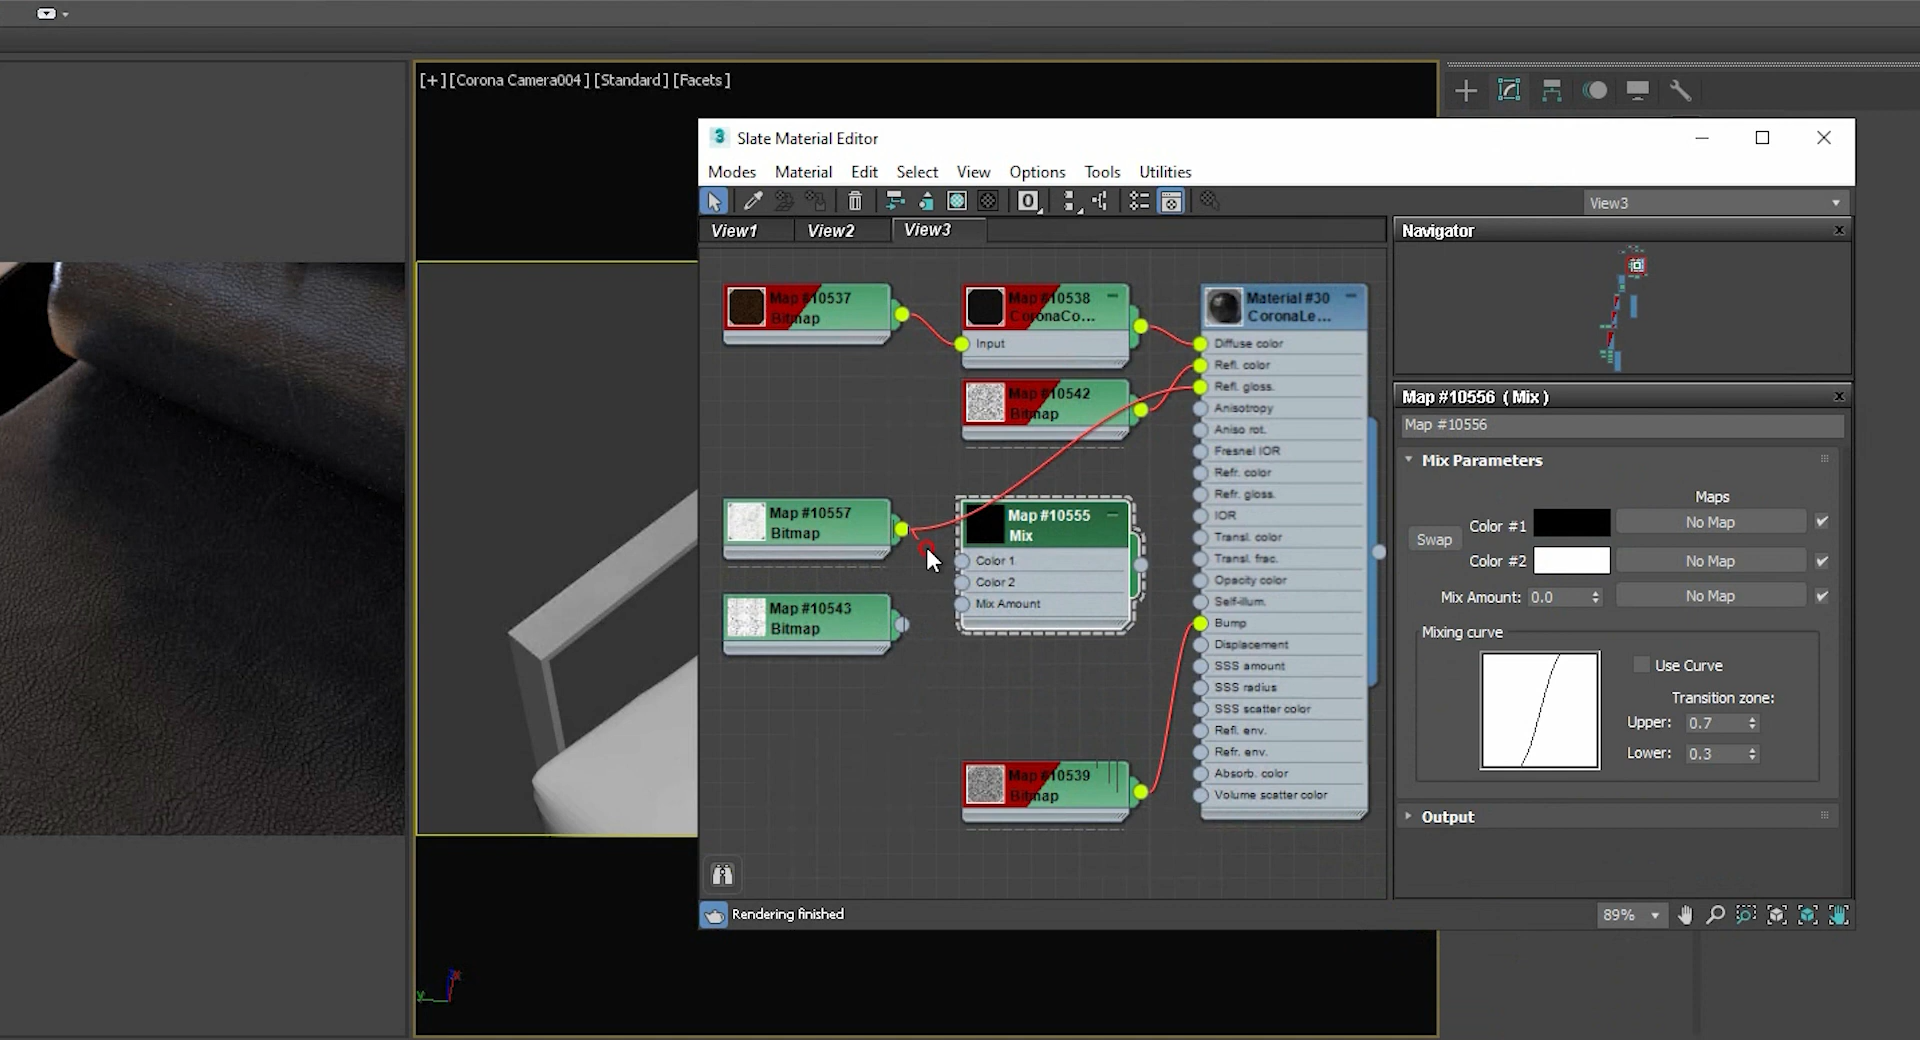 [+][Corona Camera004][Standard][Facets]
3 Slate Material Editor
Modes Material Edit Select View Options Tools Utilities
0
View3
View1 View2 View3
Navigator
Map #10537
Bitmap
Map #10538
CoronaCo...
Input
Map #10542
Bitmap
Map #10557
Bitmap
Map #10543
Bitmap
Map #10555
Mix
Color 1
Color 2
Mix Amount
Map #10539
Bitmap
Material #30
CoronaLe...
Diffuse color
Refl. color
Refl. gloss.
Anisotropy
Aniso rot.
Fresnel IOR
Refr. color
Refr. gloss.
IOR
Transl. color
Transl. frac.
Opacity color
Self-illum.
Bump
Displacement
SSS amount
SSS radius
SSS scatter color
Refl. env.
Refr. env.
Absorb. color
Volume scatter color
Map #10556 ( Mix )
Map #10556
Mix Parameters
Maps
Swap
Color #1 No Map
Color #2 No Map
Mix Amount: 0.0 No Map
Mixing curve
Use Curve
Transition zone:
Upper: 0.7
Lower: 0.3
Output
Rendering finished
89%
y x